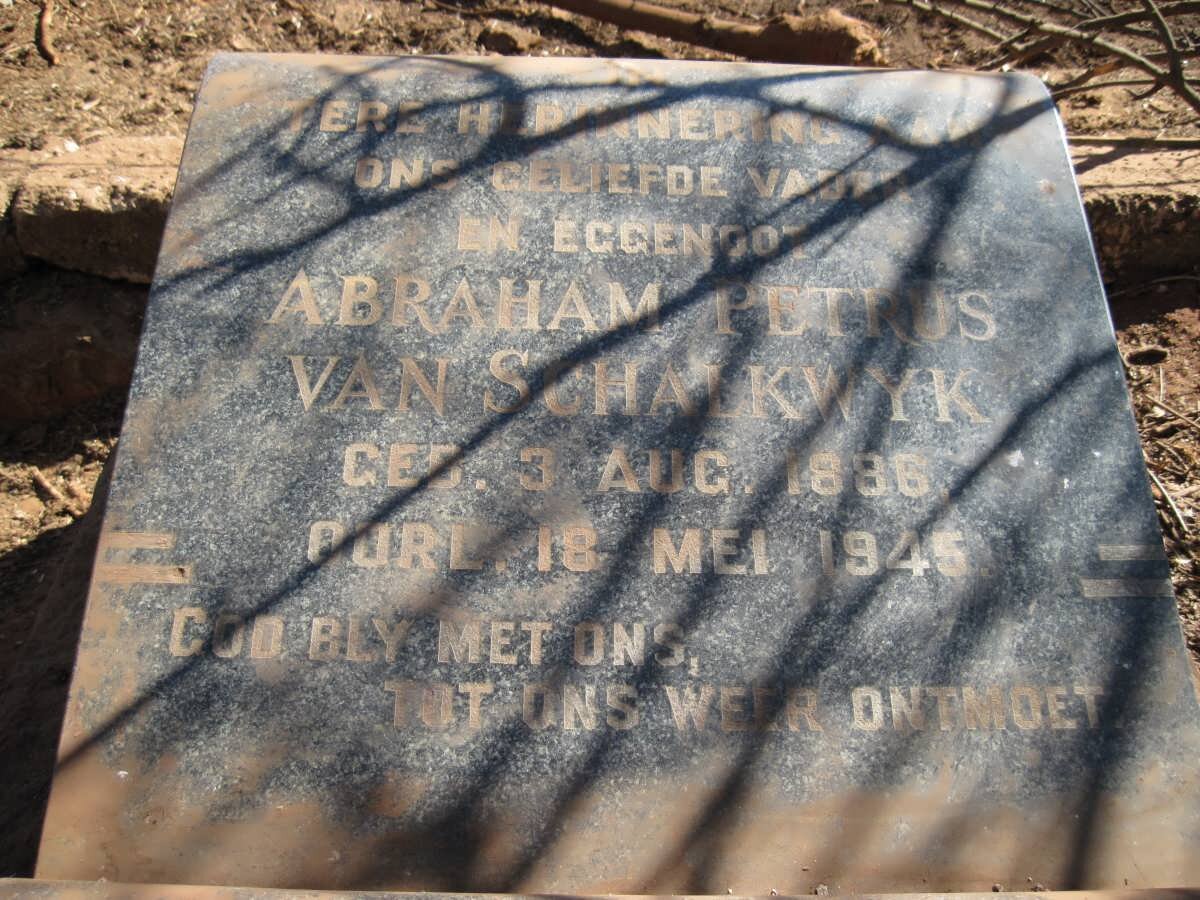 TERE HERINNERING AAN
ONS GELIEFDE VADER
EN EGGENOOT
ABRAHAM PETRUS
VAN SCHALKWYK
GEB. 3 AUG. 1886,
OORL. 18 MEI 1945.
GOD BLY MET ONS,
TOT ONS WEER ONTMOET